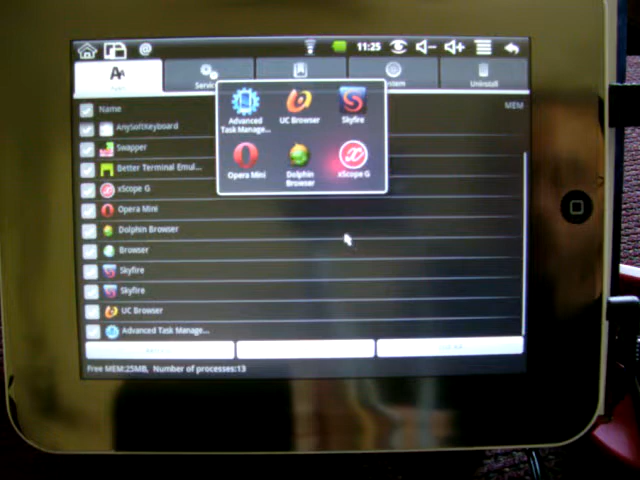 11:25
Uninstall
Name
MEM
Advanced
Task Manage...
UC Browser
Skyfire
Opera Mini
Dolphin
Browser
xScope G
AnySoftKeyboard
Swapper
Better Terminal Emul...
xScope G
Opera Mini
Dolphin Browser
Browser
Skyfire
Skyfire
UC Browser
Advanced Task Manage...
Free MEM:25MB, Number of processes:13